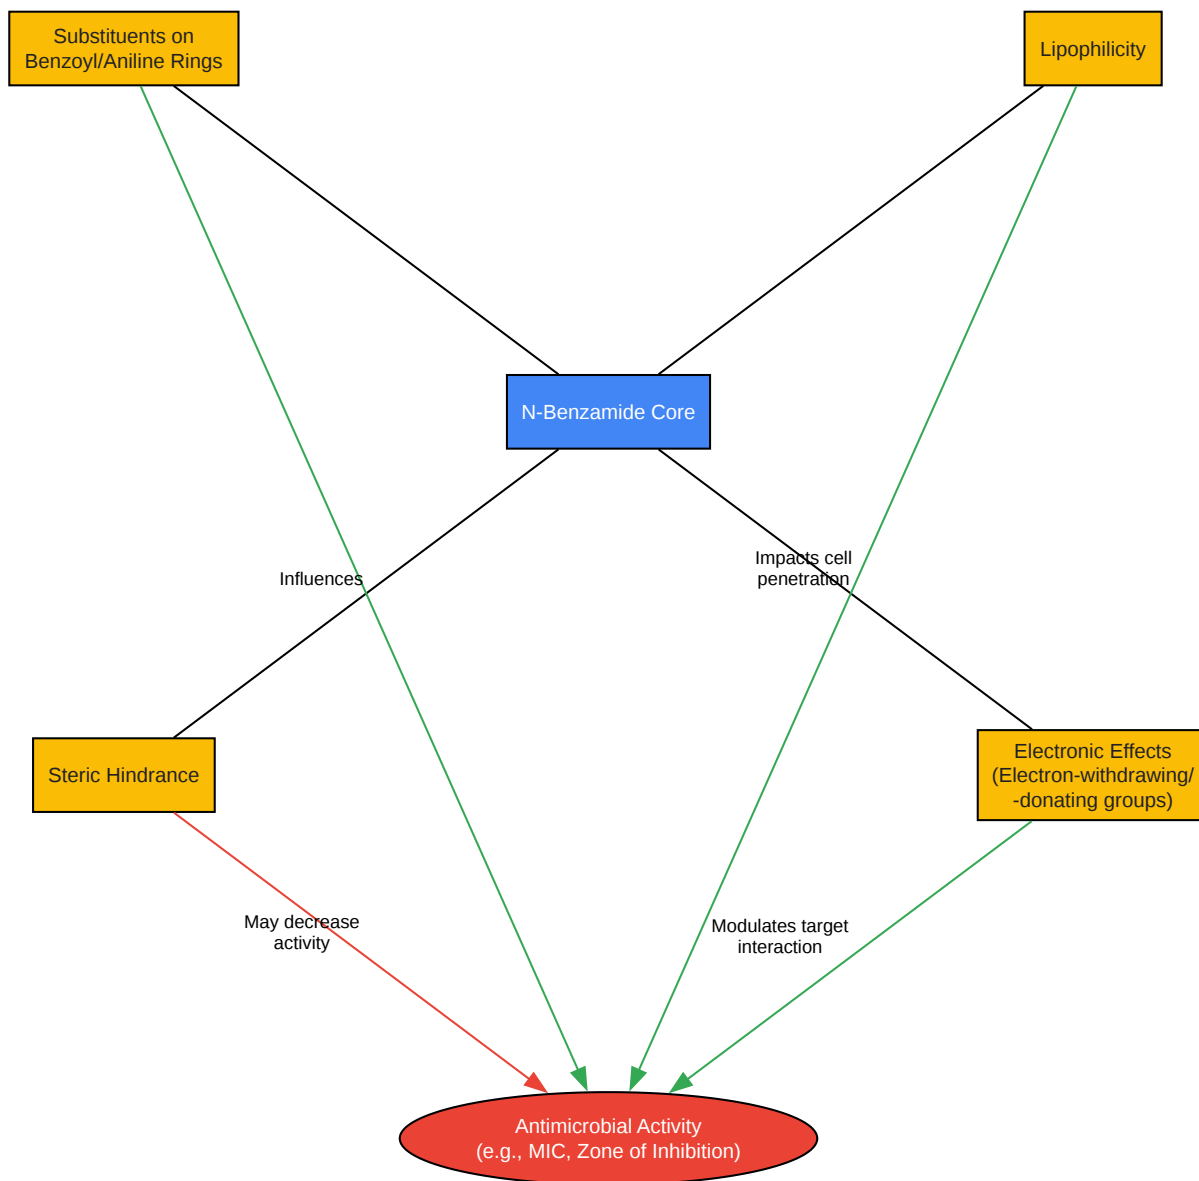 Substituents on
Benzoyl/Aniline Rings
Lipophilicity
N-Benzamide Core
Impacts cell
penetration
Influences
Steric Hindrance
Electronic Effects
(Electron-withdrawing/
-donating groups)
May decrease
activity
Modulates target
interaction
Antimicrobial Activity
(e.g., MIC, Zone of Inhibition)